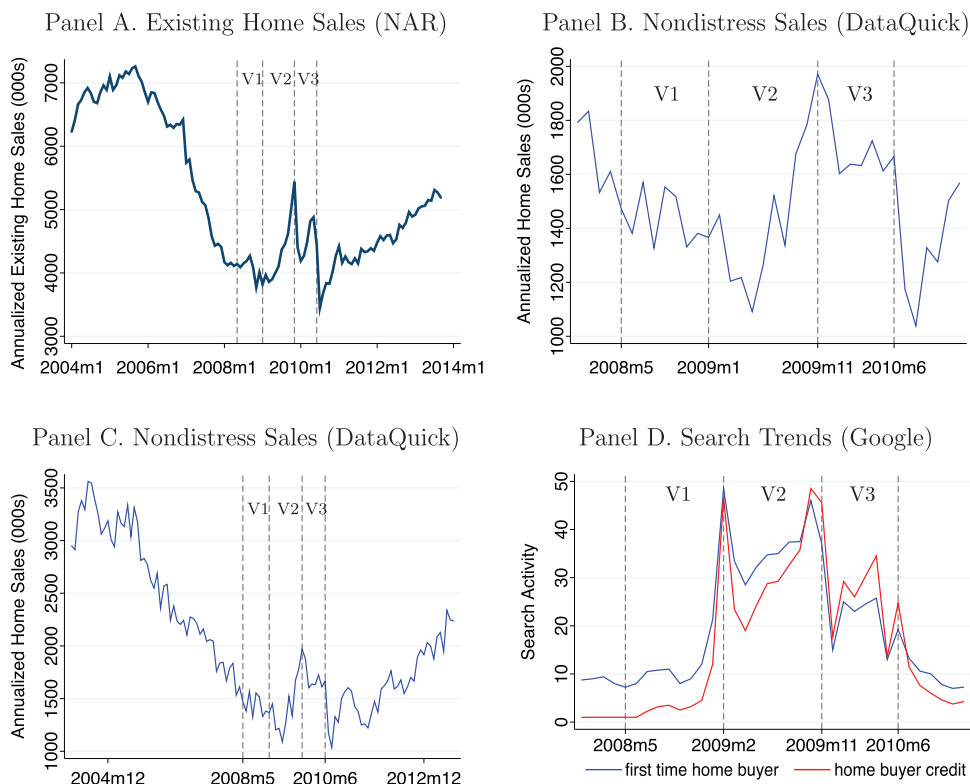 Panel A. Existing Home Sales (NAR)
Annualized Existing Home Sales (000s)
7000
6000
5000
4000
3000
V1 V2 V3
2004m1 2006m1 2008m1 2010m1 2012m1 2014m1
Panel B. Nondistress Sales (DataQuick)
Annualized Home Sales (000s)
2000
1800
1600
1400
1200
1000
V1 V2 V3
2008m5 2009m1 2009m11 2010m6
Panel C. Nondistress Sales (DataQuick)
Annualized Home Sales (000s)
3500
3000
2500
2000
1500
1000
V1 V2 V3
2004m12 2008m5 2010m6 2012m12
Panel D. Search Trends (Google)
Search Activity
50
40
30
20
10
0
V1 V2 V3
2008m5 2009m2 2009m11 2010m6
first time home buyer home buyer credit